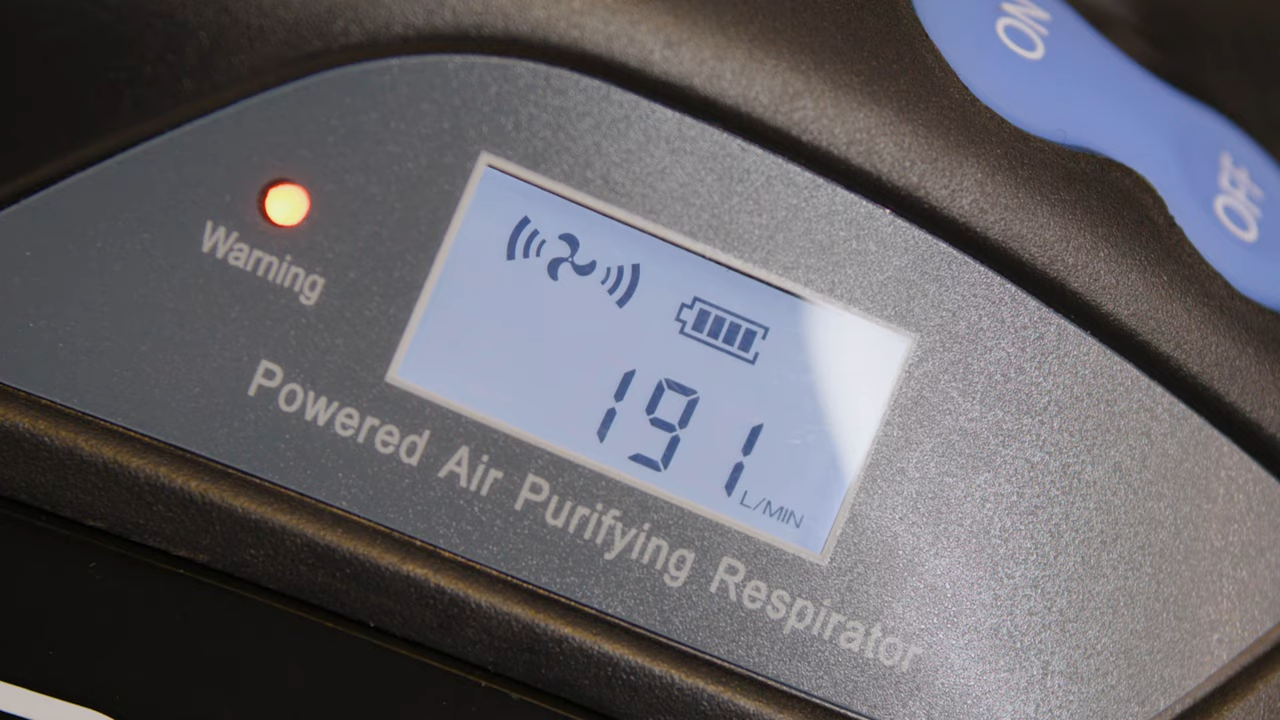 ON
OFF
Warning
191
L/MIN
Powered Air Purifying Respirator